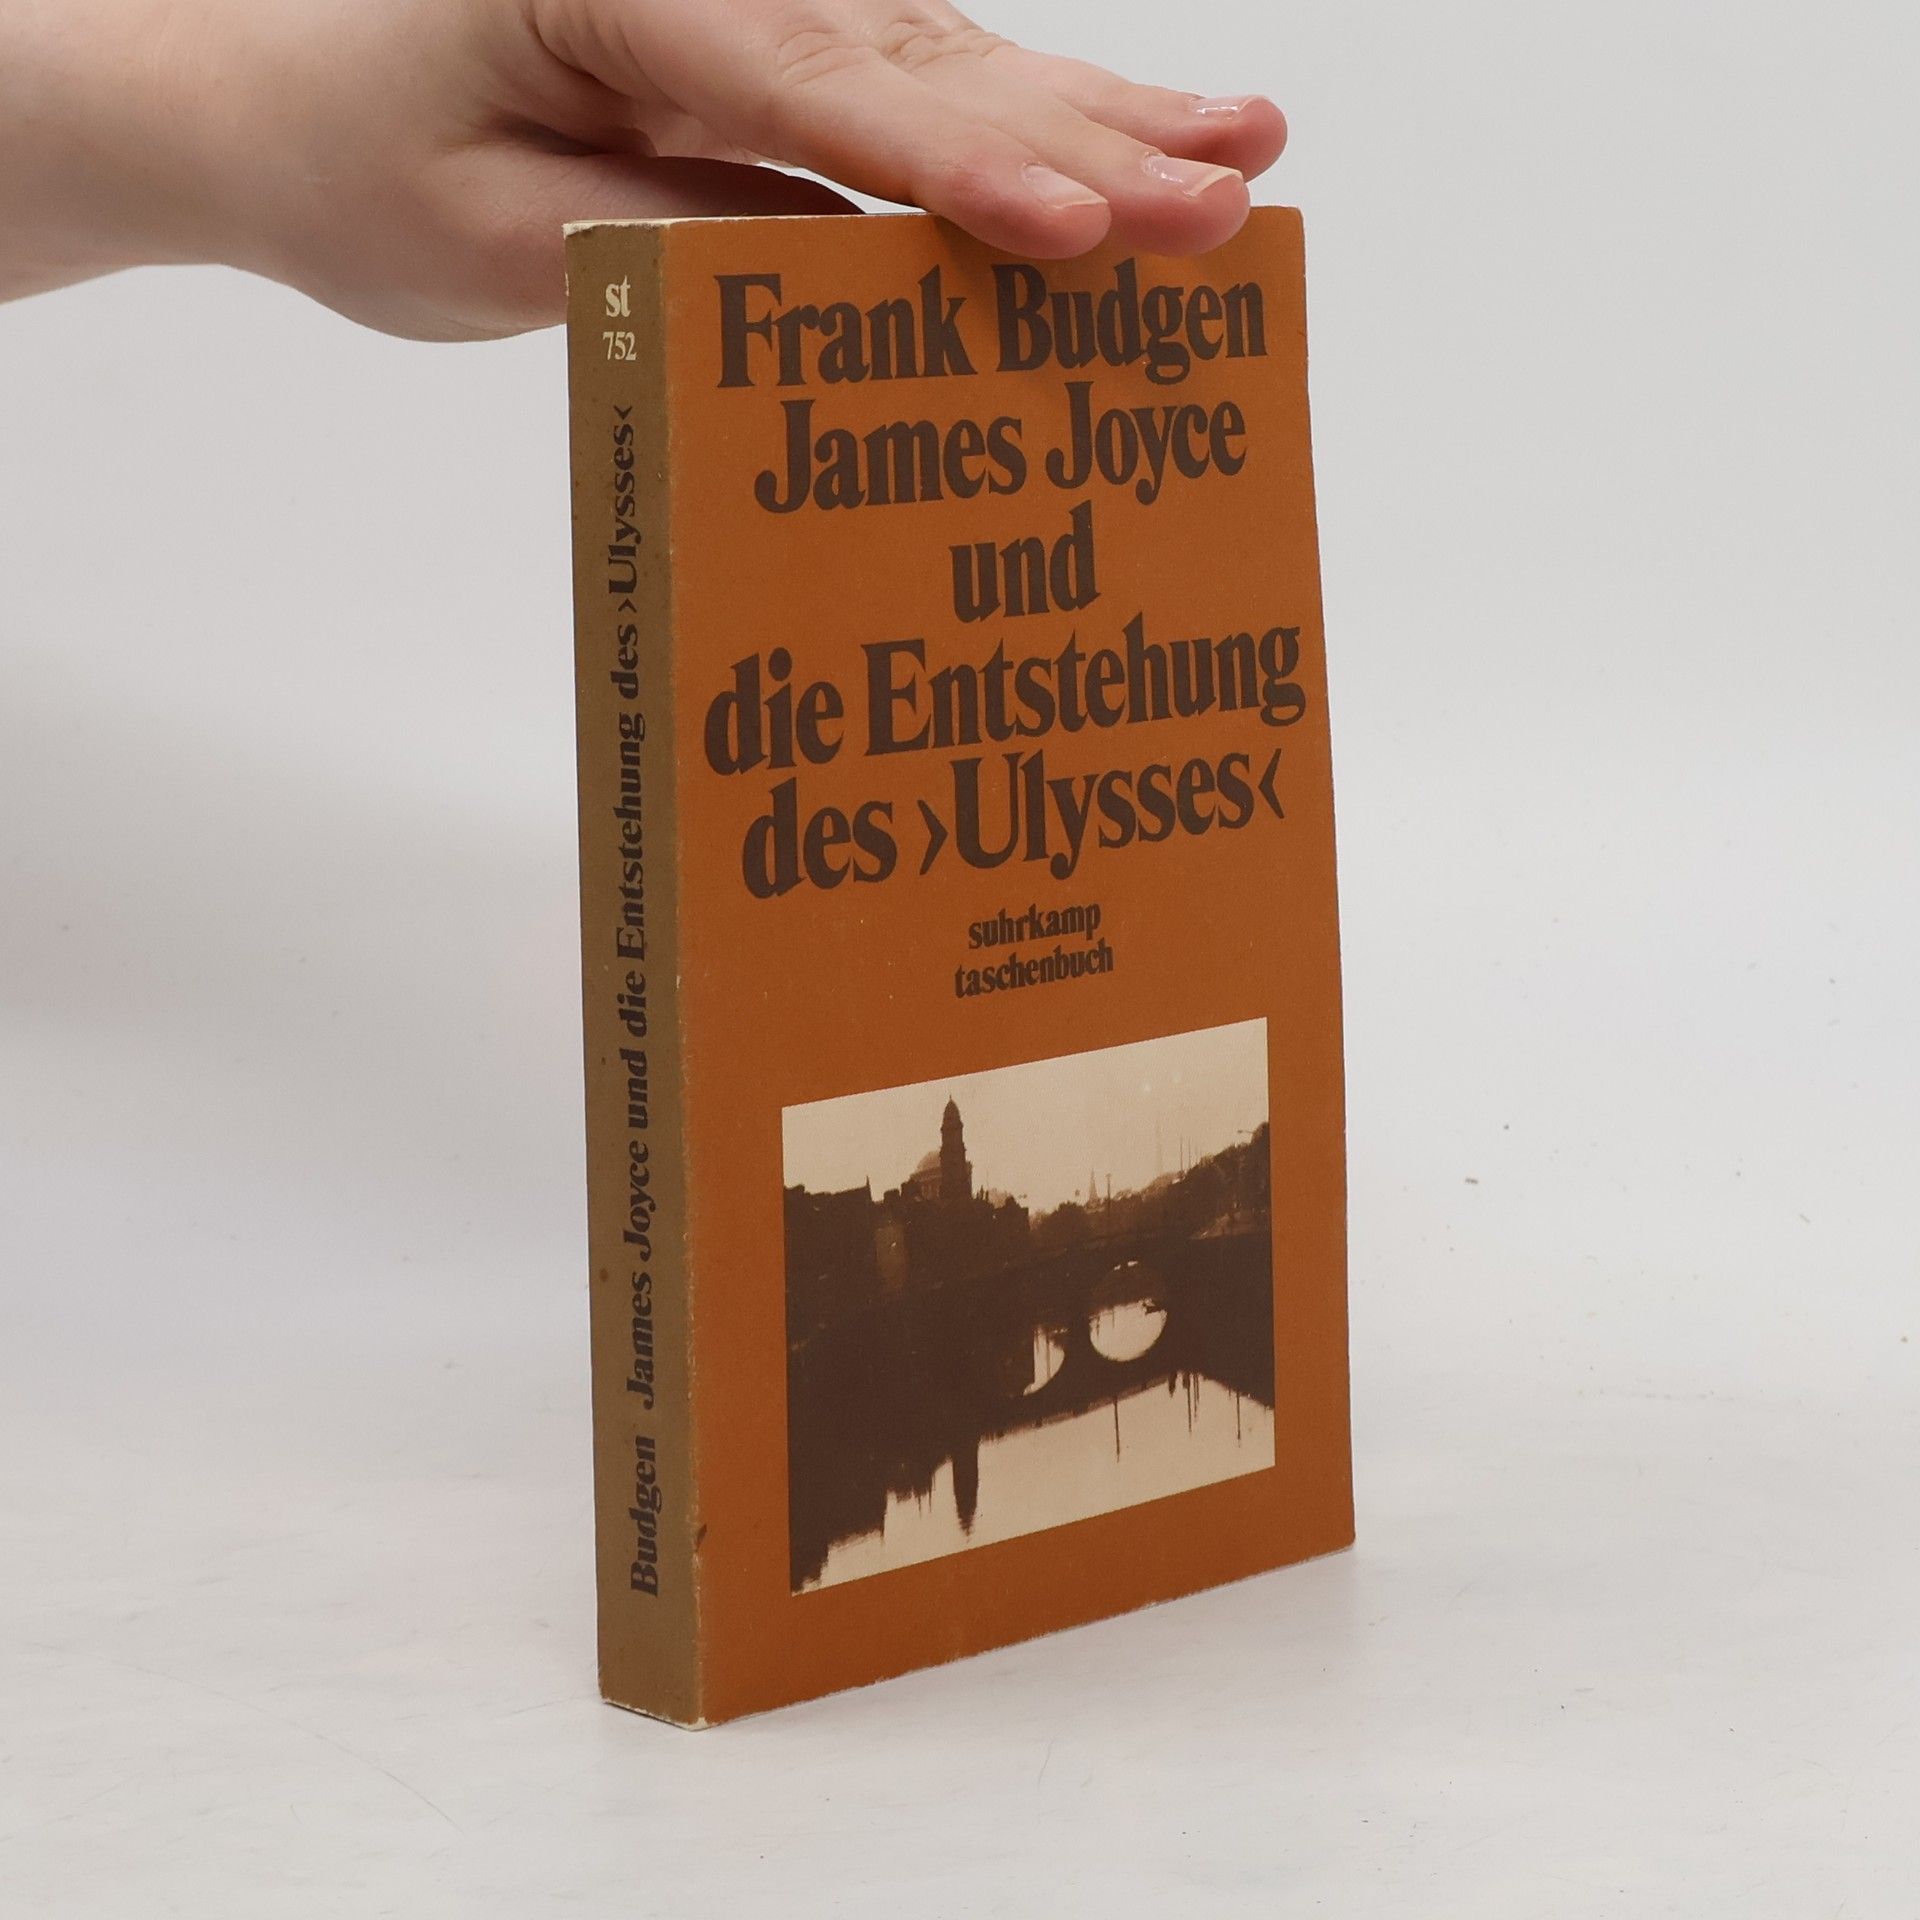 st
752
Budgen James Joyce und die Entstehung des ›Ulysses‹
Frank Budgen
James Joyce
und
die Entstehung
des ›Ulysses‹
suhrkamp
taschenbuch